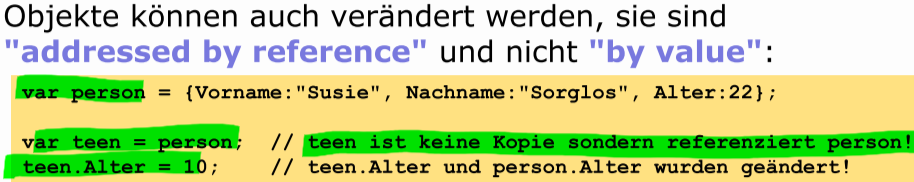 Objekte können auch verändert werden, sie sind
"addressed by reference" und nicht "by value":
var person = {Vorname:"Susie", Nachname:"Sorglos", Alter:22};
var teen = person;  // teen ist keine Kopie sondern referenziert person!
teen.Alter = 10;    // teen.Alter und person.Alter wurden geändert!